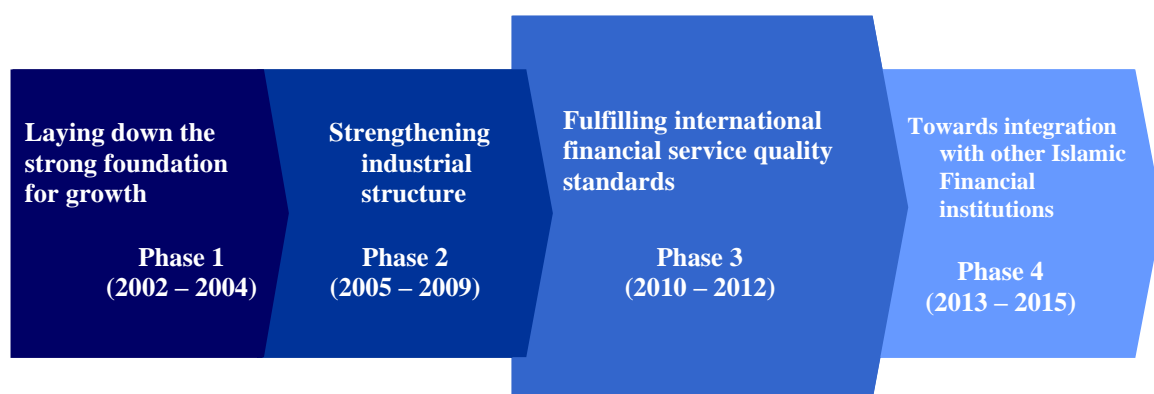 Laying down the
strong foundation
for growth
Phase 1
(2002 – 2004)
Strengthening
industrial
structure
Phase 2
(2005 – 2009)
Fulfilling international
financial service quality
standards
Phase 3
(2010 – 2012)
Towards integration
with other Islamic
Financial
institutions
Phase 4
(2013 – 2015)